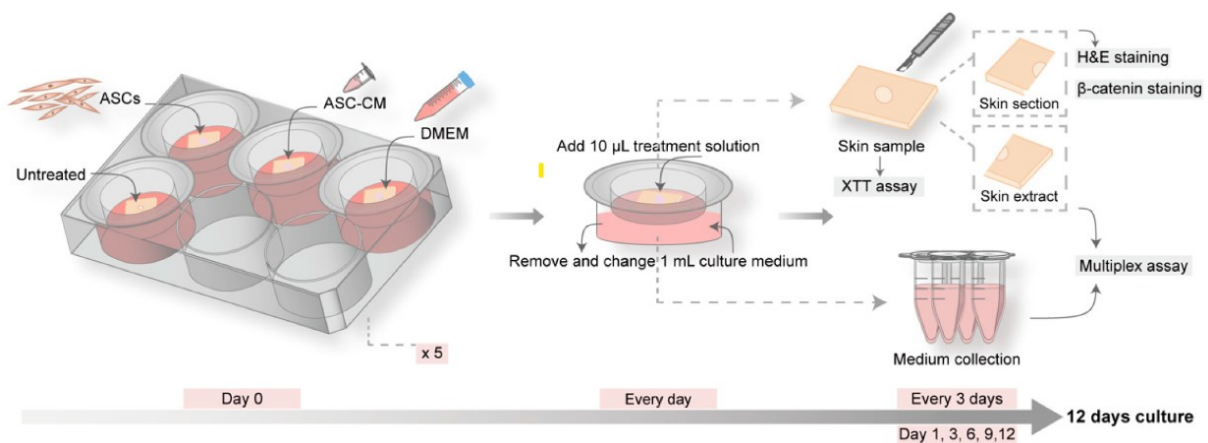 ASCs
ASC-CM
DMEM
Untreated
x 5
Add 10 µL treatment solution
Remove and change 1 mL culture medium
Skin sample
XTT assay
Skin section
Skin extract
H&E staining
β-catenin staining
Multiplex assay
Medium collection
Day 0
Every day
Every 3 days
Day 1, 3, 6, 9,12
12 days culture